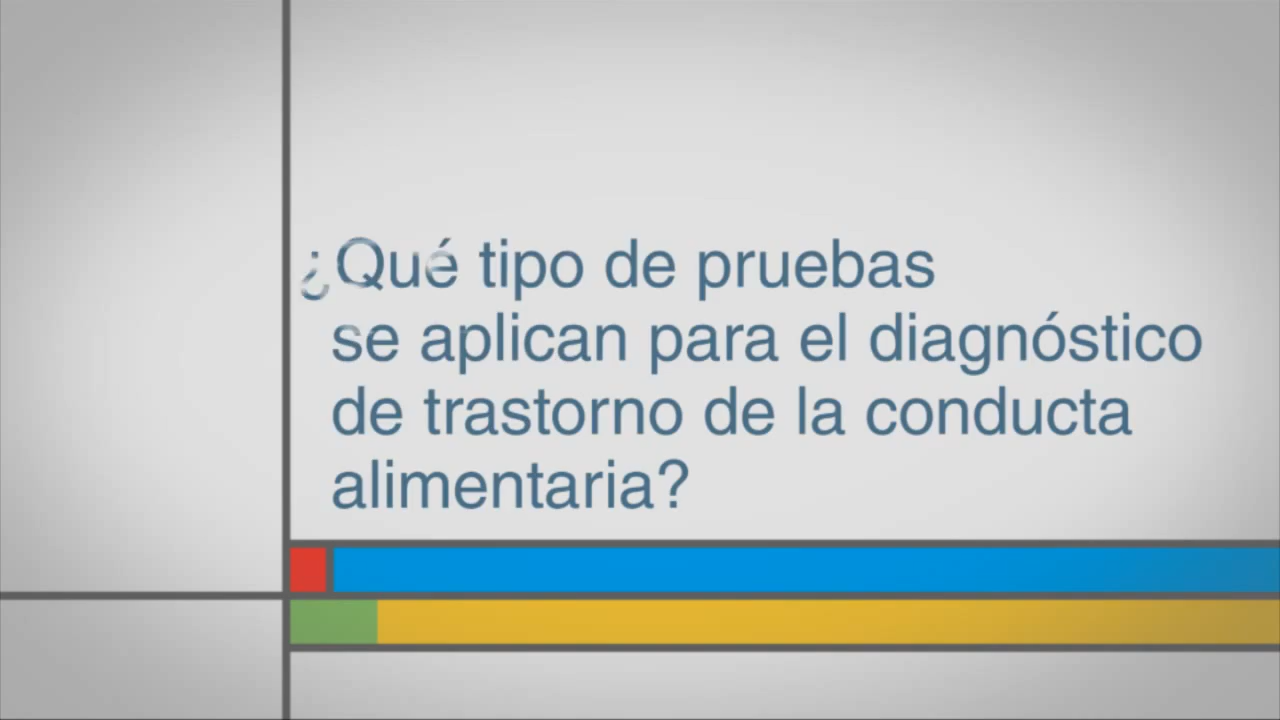 ¿Qué tipo de pruebas
se aplican para el diagnóstico
de trastorno de la conducta
alimentaria?